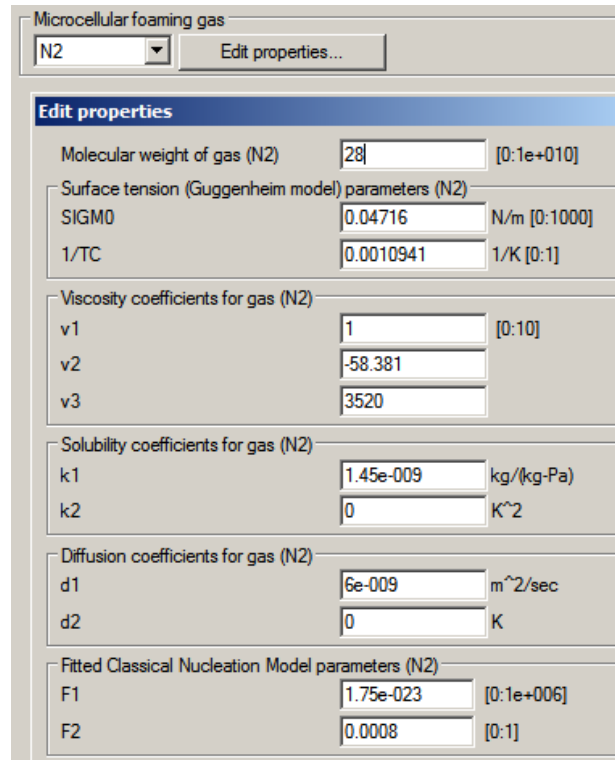 Microcellular foaming gas
N2 Edit properties...
Edit properties
Molecular weight of gas (N2) 28 [0:1e+010]
Surface tension (Guggenheim model) parameters (N2)
SIGM0 0.04716 N/m [0:1000]
1/TC 0.0010941 1/K [0:1]
Viscosity coefficients for gas (N2)
v1 1 [0:10]
v2 -58.381
v3 3520
Solubility coefficients for gas (N2)
k1 1.45e-009 kg/(kg-Pa)
k2 0 K^2
Diffusion coefficients for gas (N2)
d1 6e-009 m^2/sec
d2 0 K
Fitted Classical Nucleation Model parameters (N2)
F1 1.75e-023 [0:1e+006]
F2 0.0008 [0:1]